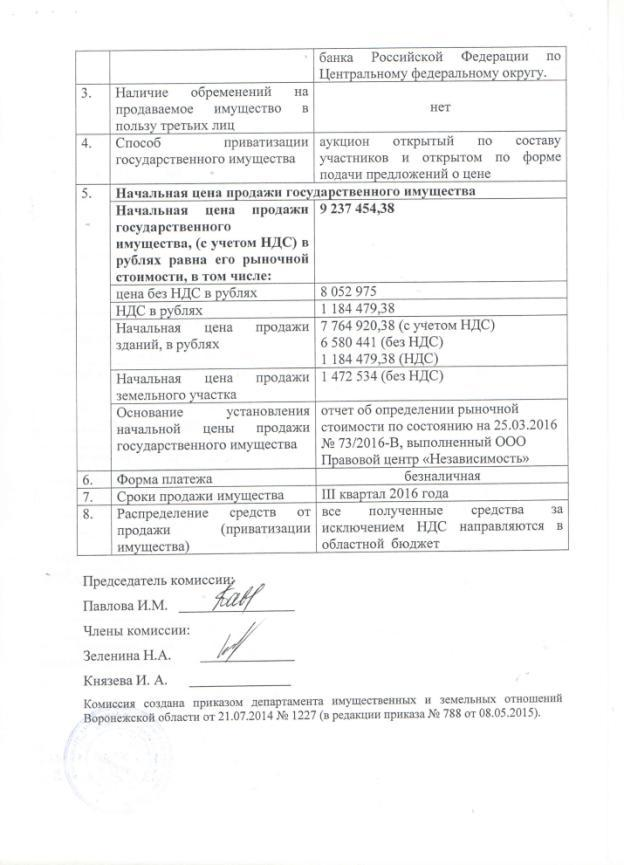 банка Российской Федерации по
Центральному федеральному округу.
3. Наличие обременений на
продаваемое имущество в
пользу третьих лиц
нет
4. Способ приватизации
государственного имущества
аукцион открытый по составу
участников и открытом по форме
подачи предложений о цене
5. Начальная цена продажи государственного имущества
Начальная цена продажи
государственного
имущества, (с учетом НДС) в
рублях равна его рыночной
стоимости, в том числе:
9 237 454,38
цена без НДС в рублях
8 052 975
НДС в рублях
1 184 479,38
Начальная цена продажи
зданий, в рублях
7 764 920,38 (с учетом НДС)
6 580 441 (без НДС)
1 184 479,38 (НДС)
Начальная цена продажи
земельного участка
1 472 534 (без НДС)
Основание установления
начальной цены продажи
государственного имущества
отчет об определении рыночной
стоимости по состоянию на 25.03.2016
№ 73/2016-В, выполненный ООО
Правовой центр «Независимость»
6. Форма платежа
безналичная
7. Сроки продажи имущества
III квартал 2016 года
8. Распределение средств от
продажи (приватизации
имущества)
все полученные средства за
исключением НДС направляются в
областной бюджет
Председатель комиссии:
Павлова И.М.
Члены комиссии:
Зеленина Н.А.
Князева И. А.
Комиссия создана приказом департамента имущественных и земельных отношений
Воронежской области от 21.07.2014 № 1227 (в редакции приказа № 788 от 08.05.2015).